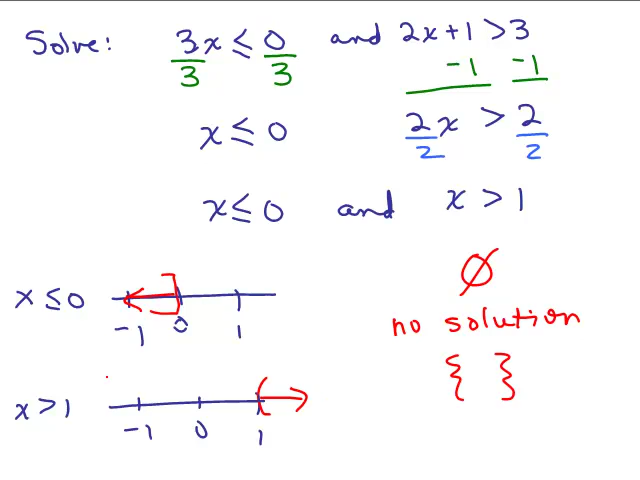 Solve: 3x ≤ 0 and 2x+1 > 3
3 3 -1 -1
x ≤ 0 2x > 2
2 2
x ≤ 0 and x > 1
∅
x ≤ 0
-1 0 1
no solution
{ }
x > 1
-1 0 1